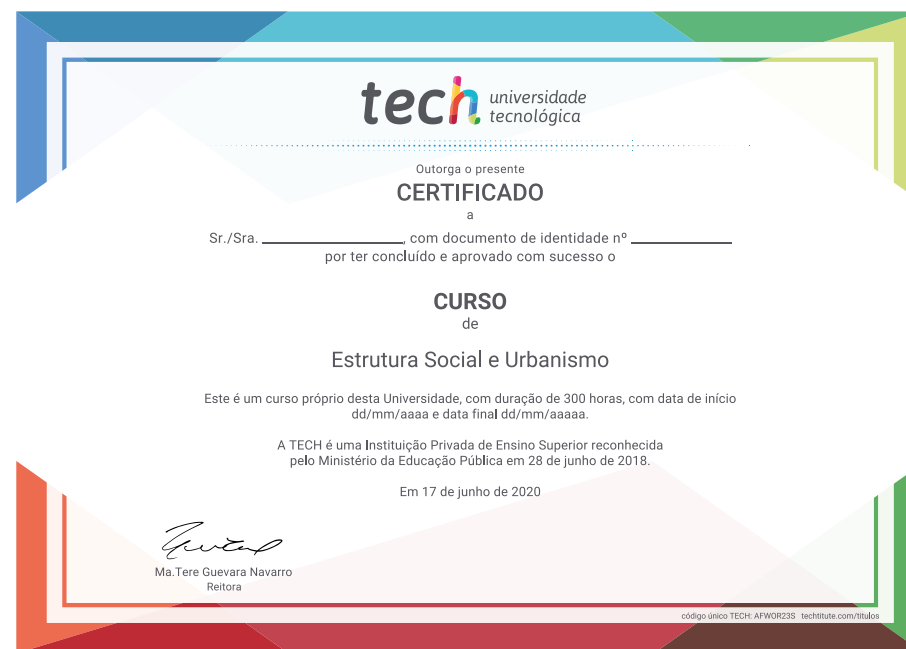 tech universidade
tecnológica
Outorga o presente
CERTIFICADO
a
Sr./Sra. ____________________, com documento de identidade nº ______________
por ter concluído e aprovado com sucesso o
CURSO
de
Estrutura Social e Urbanismo
Este é um curso próprio desta Universidade, com duração de 300 horas, com data de início
dd/mm/aaaa e data final dd/mm/aaaaa.
A TECH é uma Instituição Privada de Ensino Superior reconhecida
pelo Ministério da Educação Pública em 28 de junho de 2018.
Em 17 de junho de 2020
Ma.Tere Guevara Navarro
Reitora
código único TECH: AFWOR23S techtitute.com/títulos